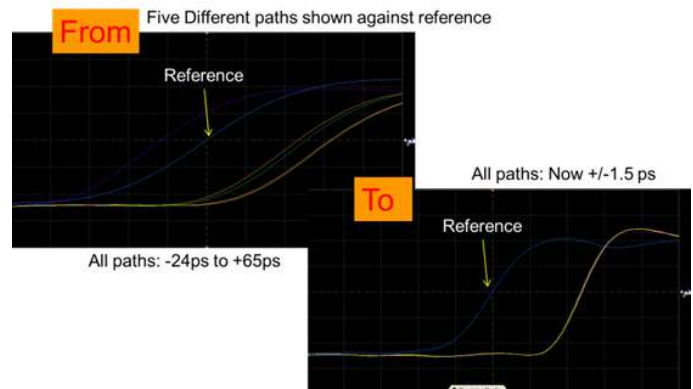 Five Different paths shown against reference
From
Reference
All paths: Now +/-1.5 ps
To
Reference
All paths: -24ps to +65ps